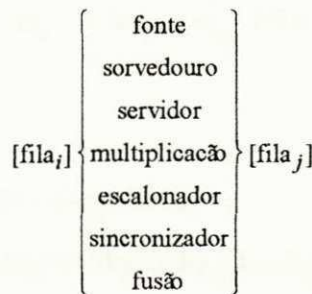 fonte
sorvedouro
servidor
[fila_i] { multiplicacão } [fila_j]
escalonador
sincronizador
fusão